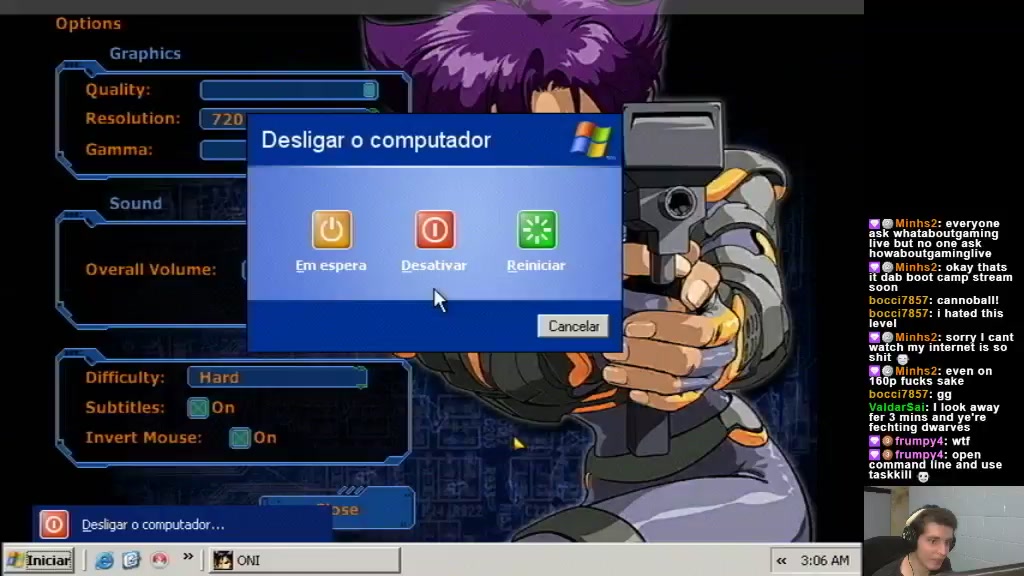 Options
Graphics
Quality:
Resolution: 720
Gamma:
Sound
Overall Volume:
Difficulty: Hard
Subtitles: On
Invert Mouse: On
Desligar o computador
Em espera
Desativar
Reiniciar
Cancelar
Desligar o computador...
Iniciar
»
ONI
«
3:06 AM
Minhs2: everyone
ask whataboutgaming
live but no one ask
howaboutgaminglive
Minhs2: okay thats
it dab boot camp stream
soon
bocci7857: cannoball!
bocci7857: i hated this
level
Minhs2: sorry I cant
watch my internet is so
shit
Minhs2: even on
160p fucks sake
bocci7857: gg
ValdarSai: I look away
fer 3 mins and ye're
fechting dwarves
frumpy4: wtf
frumpy4: open
command line and use
taskkill